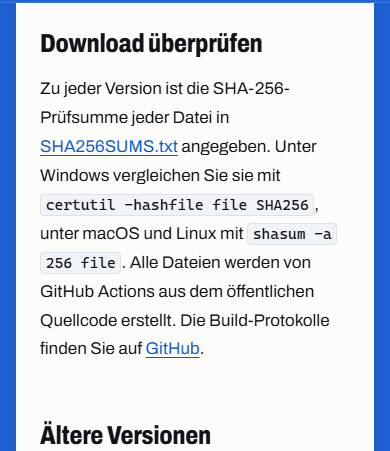 Download überprüfen
Zu jeder Version ist die SHA-256-
Prüfsumme jeder Datei in
SHA256SUMS.txt angegeben. Unter
Windows vergleichen Sie sie mit
certutil -hashfile file SHA256,
unter macOS und Linux mit shasum -a
256 file. Alle Dateien werden von
GitHub Actions aus dem öffentlichen
Quellcode erstellt. Die Build-Protokolle
finden Sie auf GitHub.
Ältere Versionen